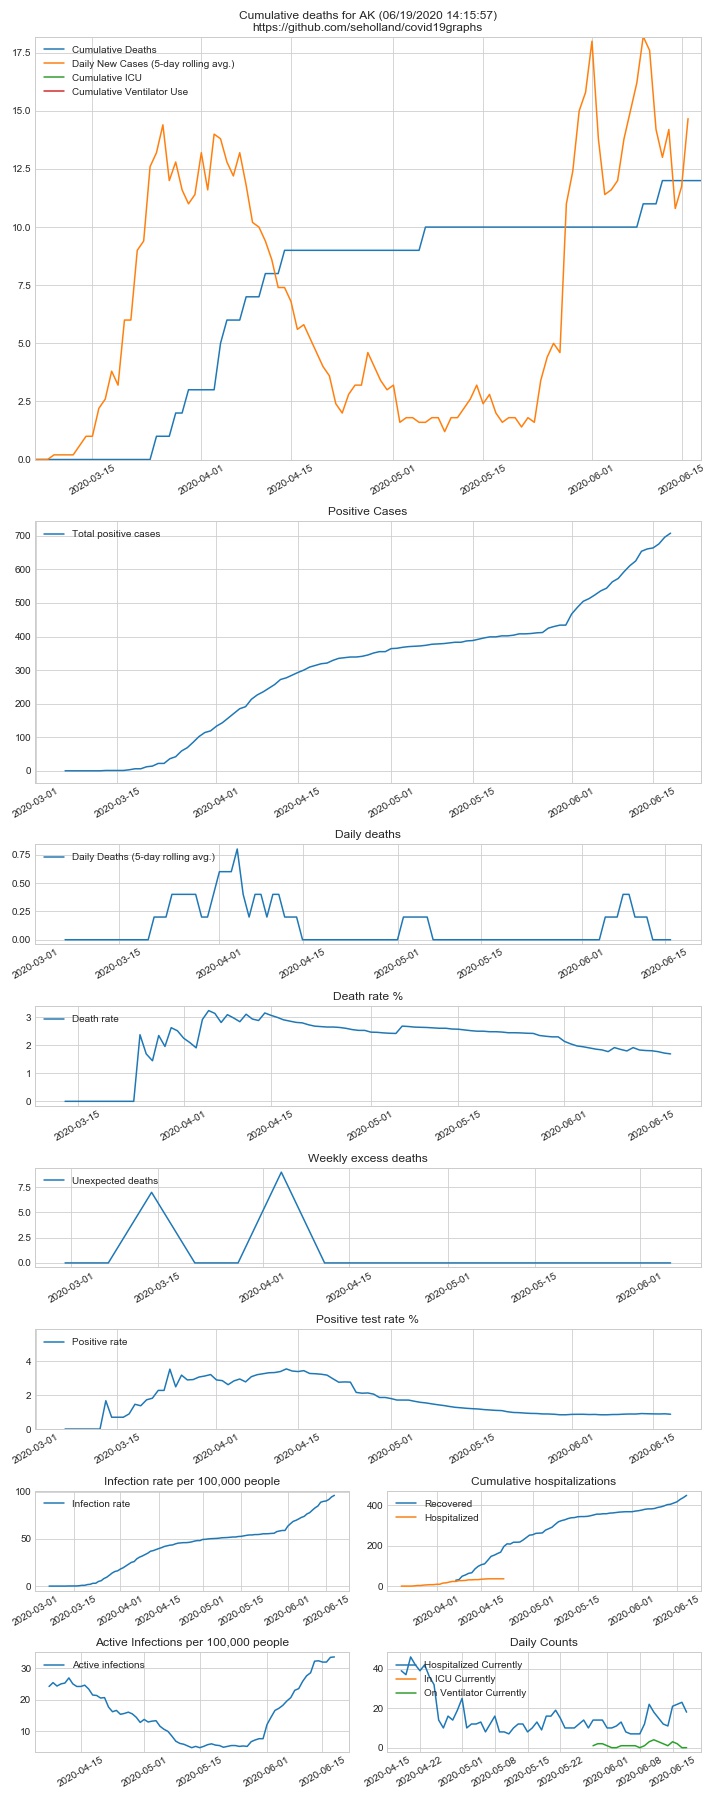 Cumulative deaths for AK (06/19/2020 14:15:57)
https://github.com/seholland/covid19graphs
Cumulative Deaths
Daily New Cases (5-day rolling avg.)
Cumulative ICU
Cumulative Ventilator Use
17.5
15.0
12.5
10.0
7.5
5.0
2.5
0.0
2020-03-15 2020-04-01 2020-04-15 2020-05-01 2020-05-15 2020-06-01 2020-06-15
Positive Cases
Total positive cases
700
600
500
400
300
200
100
0
2020-03-01 2020-03-15 2020-04-01 2020-04-15 2020-05-01 2020-05-15 2020-06-01 2020-06-15
Daily deaths
Daily Deaths (5-day rolling avg.)
0.75
0.50
0.25
0.00
2020-03-01 2020-03-15 2020-04-01 2020-04-15 2020-05-01 2020-05-15 2020-06-01 2020-06-15
Death rate %
Death rate
3
2
1
0
2020-03-15 2020-04-01 2020-04-15 2020-05-01 2020-05-15 2020-06-01 2020-06-15
Weekly excess deaths
Unexpected deaths
7.5
5.0
2.5
0.0
2020-03-01 2020-03-15 2020-04-01 2020-04-15 2020-05-01 2020-05-15 2020-06-01
Positive test rate %
Positive rate
4
2
0
2020-03-01 2020-03-15 2020-04-01 2020-04-15 2020-05-01 2020-05-15 2020-06-01 2020-06-15
Infection rate per 100,000 people
Infection rate
100
50
0
2020-03-01 2020-03-15 2020-04-01 2020-04-15 2020-05-01 2020-05-15 2020-06-01 2020-06-15
Cumulative hospitalizations
Recovered
Hospitalized
400
200
0
2020-04-01 2020-04-15 2020-05-01 2020-05-15 2020-06-01 2020-06-15
Active Infections per 100,000 people
Active infections
30
20
10
2020-04-15 2020-05-01 2020-05-15 2020-06-01 2020-06-15
Daily Counts
Hospitalized Currently
In ICU Currently
On Ventilator Currently
40
20
0
2020-04-15 2020-04-22 2020-05-01 2020-05-08 2020-05-15 2020-05-22 2020-06-01 2020-06-08 2020-06-15